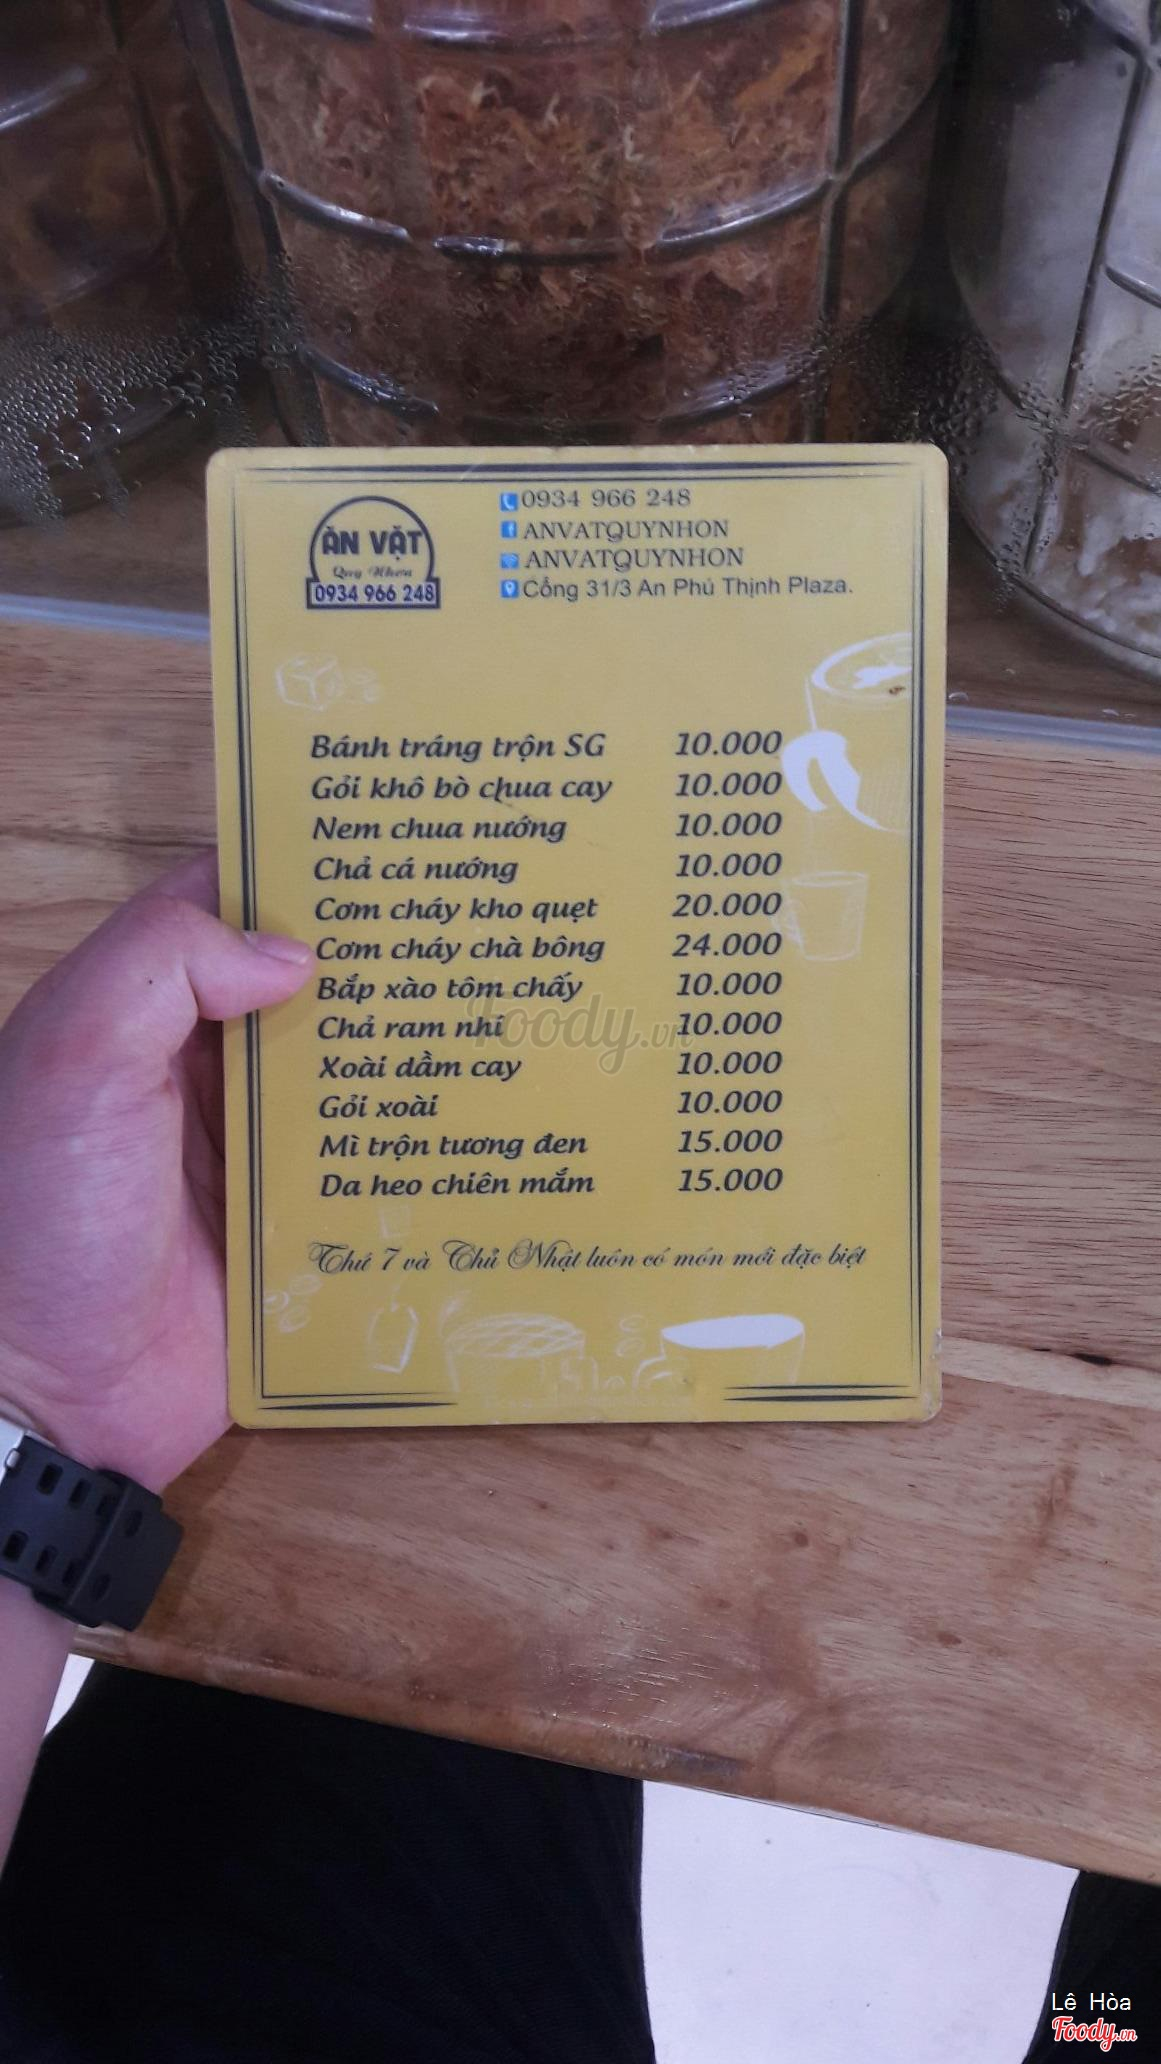 ĂN VẶT
Quy Nhơn
0934 966 248
0934 966 248
ANVATQUYNHON
ANVATQUYNHON
Cổng 31/3 An Phú Thịnh Plaza.
Bánh tráng trộn SG 10.000
Gỏi khô bò chua cay 10.000
Nem chua nướng 10.000
Chả cá nướng 10.000
Cơm cháy kho quẹt 20.000
Cơm cháy chà bông 24.000
Bắp xào tôm chấy 10.000
Chả ram nhí 10.000
Xoài dầm cay 10.000
Gỏi xoài 10.000
Mì trộn tương đen 15.000
Da heo chiên mắm 15.000
Thứ 7 và Chủ Nhật luôn có món mới đặc biệt
Foody.vn
Lê Hòa
Foody.vn